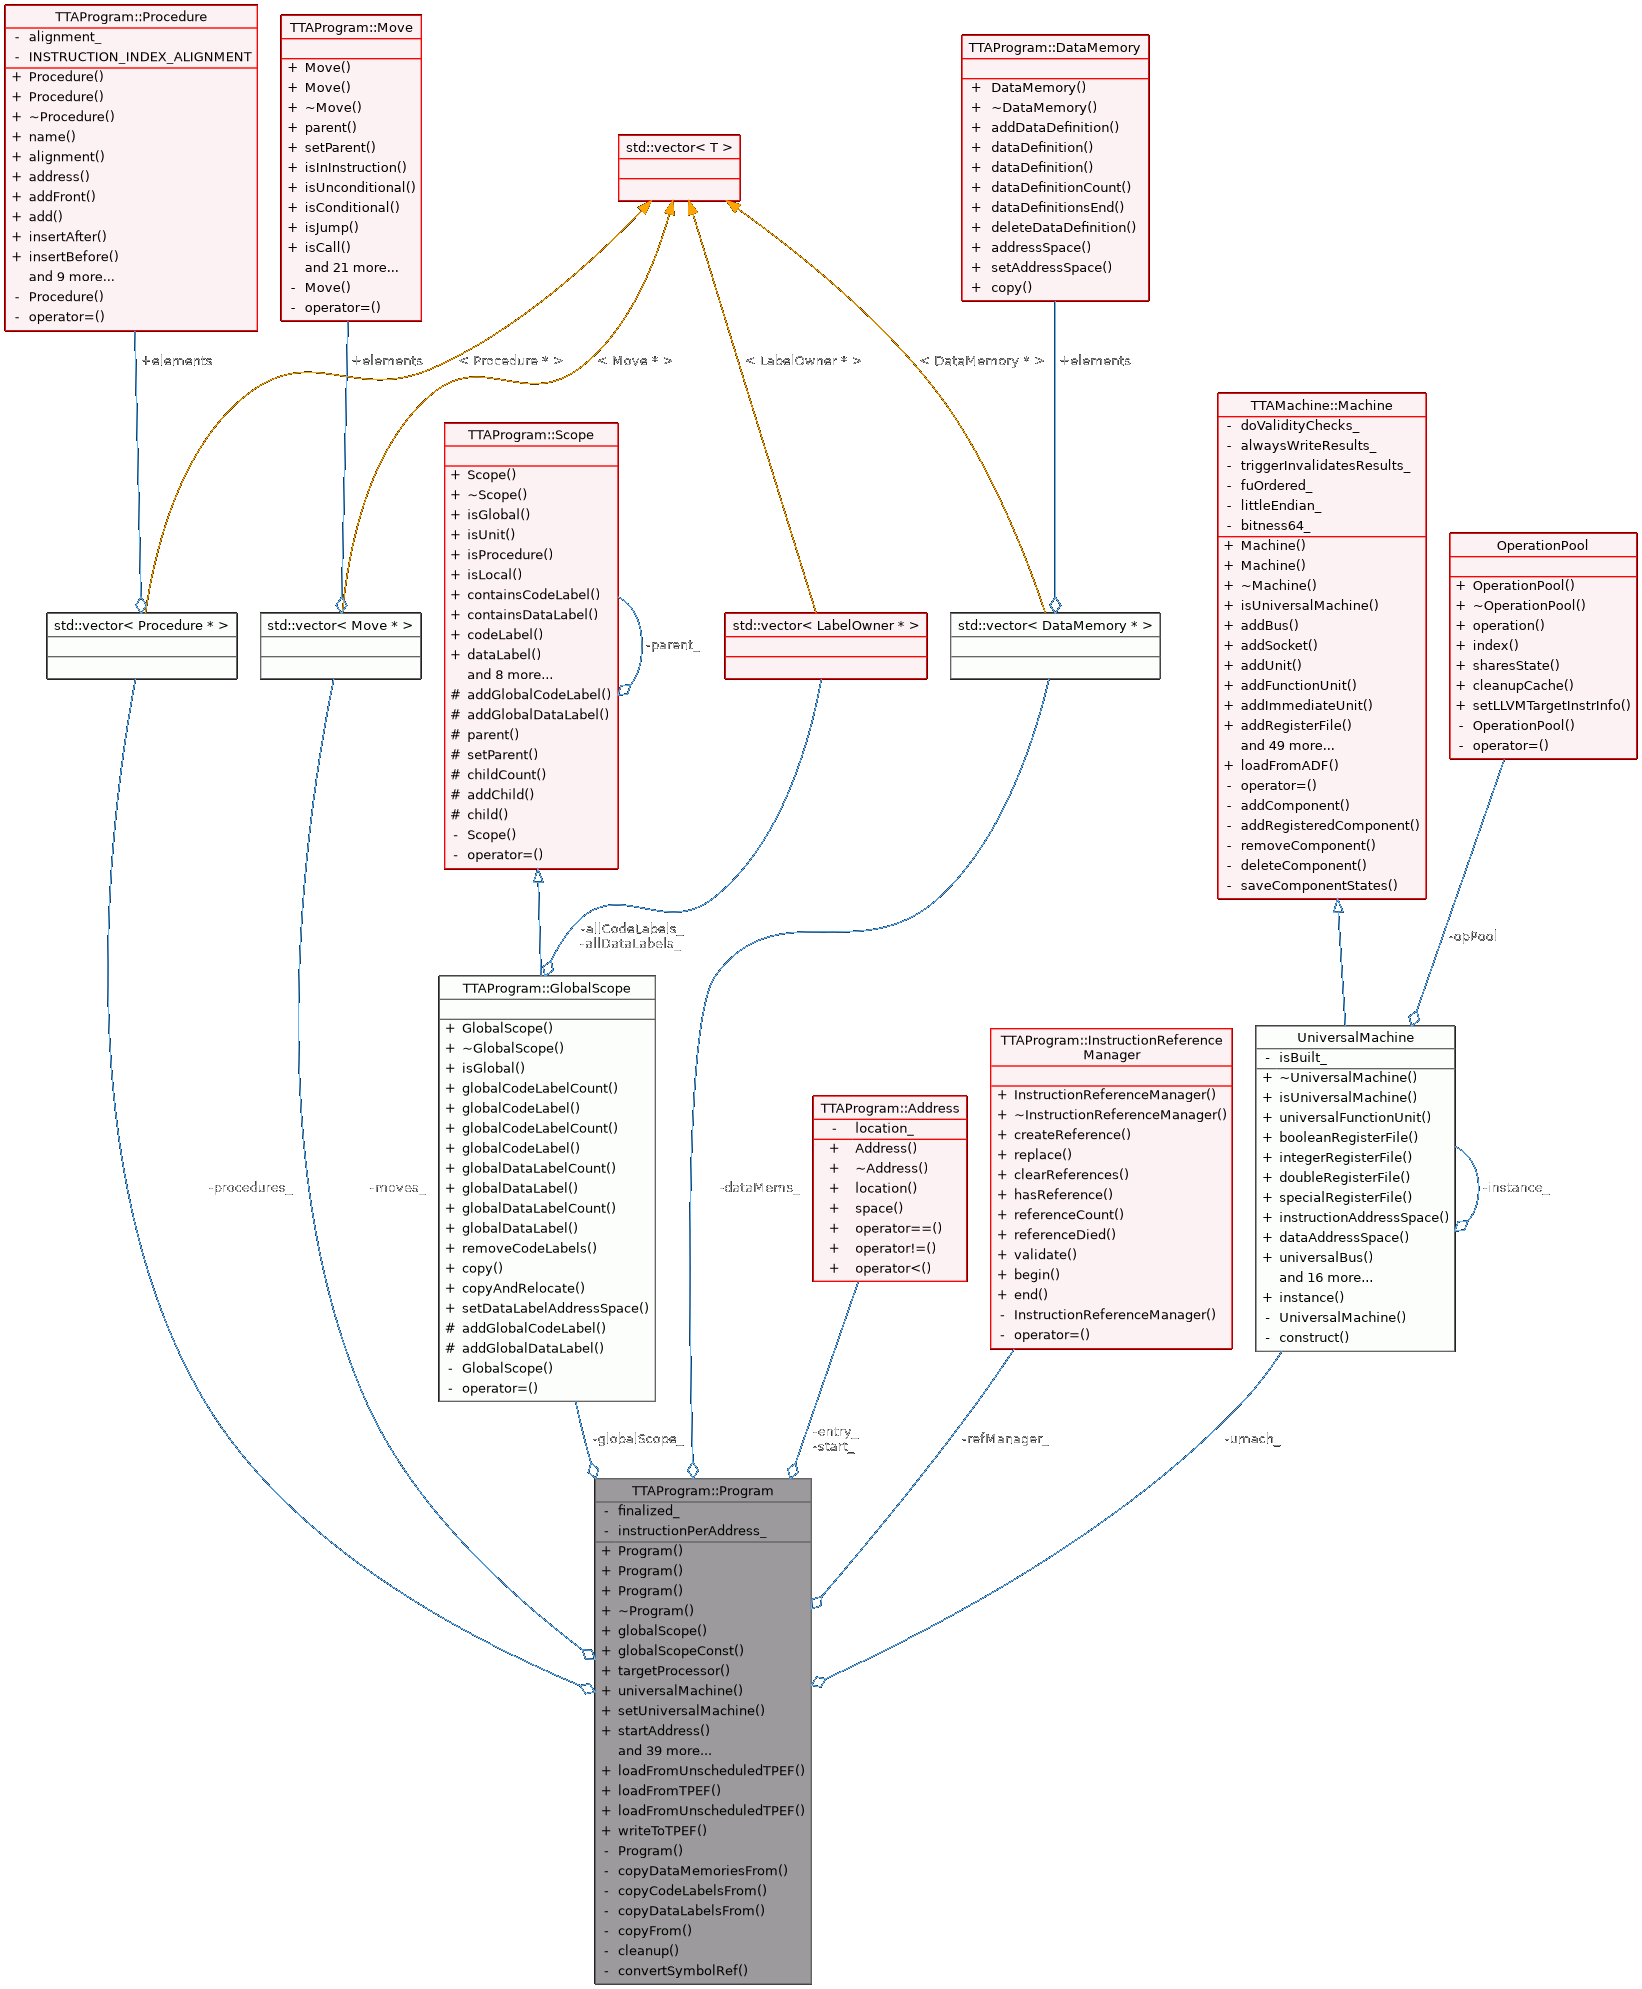 TTAProgram::Procedure
- alignment_
- INSTRUCTION_INDEX_ALIGNMENT
+ Procedure()
+ Procedure()
+ ~Procedure()
+ name()
+ alignment()
+ address()
+ addFront()
+ add()
+ insertAfter()
+ insertBefore()
and 9 more...
- Procedure()
- operator=()
TTAProgram::Move
+ Move()
+ Move()
+ ~Move()
+ parent()
+ setParent()
+ isInInstruction()
+ isUnconditional()
+ isConditional()
+ isJump()
+ isCall()
and 21 more...
- Move()
- operator=()
std::vector< T >
TTAProgram::DataMemory
+ DataMemory()
+ ~DataMemory()
+ addDataDefinition()
+ dataDefinition()
+ dataDefinition()
+ dataDefinitionCount()
+ dataDefinitionsEnd()
+ deleteDataDefinition()
+ addressSpace()
+ setAddressSpace()
+ copy()
+elements
+elements
< Procedure * >
< Move * >
< LabelOwner * >
< DataMemory * >
+elements
TTAProgram::Scope
+ Scope()
+ ~Scope()
+ isGlobal()
+ isUnit()
+ isProcedure()
+ isLocal()
+ containsCodeLabel()
+ containsDataLabel()
+ codeLabel()
+ dataLabel()
and 8 more...
# addGlobalCodeLabel()
# addGlobalDataLabel()
# parent()
# setParent()
# childCount()
# addChild()
# child()
- Scope()
- operator=()
-parent_
TTAMachine::Machine
- doValidityChecks_
- alwaysWriteResults_
- triggerInvalidatesResults_
- fuOrdered_
- littleEndian_
- bitness64_
+ Machine()
+ Machine()
+ ~Machine()
+ isUniversalMachine()
+ addBus()
+ addSocket()
+ addUnit()
+ addFunctionUnit()
+ addImmediateUnit()
+ addRegisterFile()
and 49 more...
+ loadFromADF()
- operator=()
- addComponent()
- addRegisteredComponent()
- removeComponent()
- deleteComponent()
- saveComponentStates()
OperationPool
+ OperationPool()
+ ~OperationPool()
+ operation()
+ index()
+ sharesState()
+ cleanupCache()
+ setLLVMTargetInstrInfo()
- OperationPool()
- operator=()
std::vector< Procedure * >
std::vector< Move * >
std::vector< LabelOwner * >
std::vector< DataMemory * >
-allCodeLabels_
-allDataLabels_
-opPool
TTAProgram::GlobalScope
+ GlobalScope()
+ ~GlobalScope()
+ isGlobal()
+ globalCodeLabelCount()
+ globalCodeLabel()
+ globalCodeLabelCount()
+ globalCodeLabel()
+ globalDataLabelCount()
+ globalDataLabel()
+ globalDataLabelCount()
+ globalDataLabel()
+ removeCodeLabels()
+ copy()
+ copyAndRelocate()
+ setDataLabelAddressSpace()
# addGlobalCodeLabel()
# addGlobalDataLabel()
- GlobalScope()
- operator=()
TTAProgram::Address
- location_
+ Address()
+ ~Address()
+ location()
+ space()
+ operator==()
+ operator!=()
+ operator<()
TTAProgram::InstructionReference
Manager
+ InstructionReferenceManager()
+ ~InstructionReferenceManager()
+ createReference()
+ replace()
+ clearReferences()
+ hasReference()
+ referenceCount()
+ referenceDied()
+ validate()
+ begin()
+ end()
- InstructionReferenceManager()
- operator=()
UniversalMachine
- isBuilt_
+ ~UniversalMachine()
+ isUniversalMachine()
+ universalFunctionUnit()
+ booleanRegisterFile()
+ integerRegisterFile()
+ doubleRegisterFile()
+ specialRegisterFile()
+ instructionAddressSpace()
+ dataAddressSpace()
+ universalBus()
and 16 more...
+ instance()
- UniversalMachine()
- construct()
-procedures_
-moves_
-dataMems_
-instance_
-globalScope_
-entry_
-start_
-refManager_
-umach_
TTAProgram::Program
- finalized_
- instructionPerAddress_
+ Program()
+ Program()
+ Program()
+ ~Program()
+ globalScope()
+ globalScopeConst()
+ targetProcessor()
+ universalMachine()
+ setUniversalMachine()
+ startAddress()
and 39 more...
+ loadFromUnscheduledTPEF()
+ loadFromTPEF()
+ loadFromUnscheduledTPEF()
+ writeToTPEF()
- Program()
- copyDataMemoriesFrom()
- copyCodeLabelsFrom()
- copyDataLabelsFrom()
- copyFrom()
- cleanup()
- convertSymbolRef()